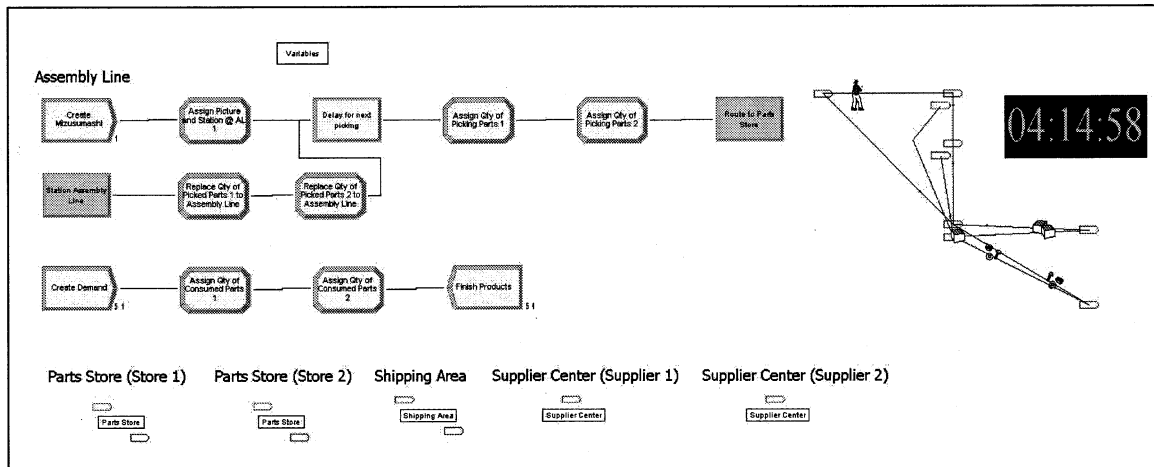 Variables
Assembly Line
Create
Mizusumashi
1
Assign Picture
and Station @ AL
1
Delay for next
picking
Assign Qty of
Picking Parts 1
Assign Qty of
Picking Parts 2
Route to Parts
Store
04:14:58
Station Assembly
Line
Replace Qty of
Picked Parts 1 to
Assembly Line
Replace Qty of
Picked Parts 2 to
Assembly Line
Create Demand
5 1
Assign Qty of
Consumed Parts
1
Assign Qty of
Consumed Parts
2
Finish Products
Parts Store (Store 1)
Parts Store (Store 2)
Shipping Area
Supplier Center (Supplier 1)
Supplier Center (Supplier 2)
Parts Store
Parts Store
Shipping Area
Supplier Center
Supplier Center